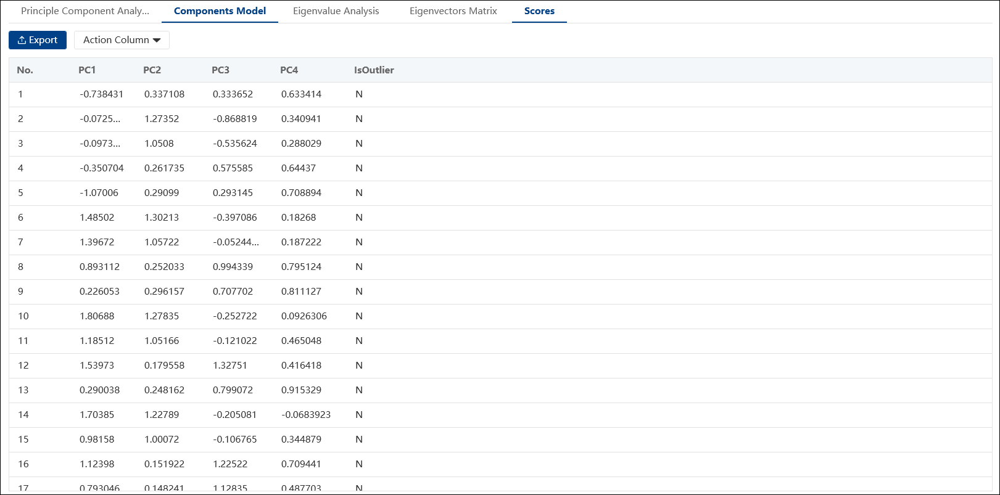 Principle Component Analy... Components Model Eigenvalue Analysis Eigenvectors Matrix Scores
Export Action Column
No. PC1 PC2 PC3 PC4 IsOutlier
1 -0.738431 0.337108 0.333652 0.633414 N
2 -0.0725... 1.27352 -0.868819 0.340941 N
3 -0.0973... 1.0508 -0.535624 0.288029 N
4 -0.350704 0.261735 0.575585 0.64437 N
5 -1.07006 0.29099 0.293145 0.708894 N
6 1.48502 1.30213 -0.397086 0.18268 N
7 1.39672 1.05722 -0.05244... 0.187222 N
8 0.893112 0.252033 0.994339 0.795124 N
9 0.226053 0.296157 0.707702 0.811127 N
10 1.80688 1.27835 -0.252722 0.0926306 N
11 1.18512 1.05166 -0.121022 0.465048 N
12 1.53973 0.179558 1.32751 0.416418 N
13 0.290038 0.248162 0.799072 0.915329 N
14 1.70385 1.22789 -0.205081 -0.0683923 N
15 0.98158 1.00072 -0.106765 0.344879 N
16 1.12398 0.151922 1.22522 0.709441 N
17 0.793046 0.148241 1.12835 0.487703 N